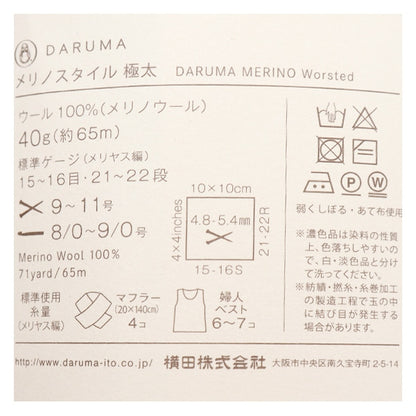 DARUMA
メリノスタイル 極太 DARUMA MERINO Worsted
ウール 100%(メリノウール)
40g(約65m)
標準ゲージ(メリヤス編)
15~16目・21~22段
9~11号
8/0~9/0号
Merino Wool 100%
71yard/65m
10×10cm
4×4inches
4.8-5.4mm
21-22R
15-16S
P
W
弱くしぼる・あて布使用
※濃色品は染料の性質
上、色落ちしやすいの
で、白・淡色品と分け
て洗ってください。
※紡績・撚糸・糸巻加工
の製造工程で玉の中
に結び目が発生する
場合があります。
標準使用
糸量
(メリヤス編)
マフラー
(20×140cm)
4コ
婦人
ベスト
6~7コ
http://www.daruma-ito.co.jp/ 横田株式会社 大阪市中央区南久宝寺町2-5-14